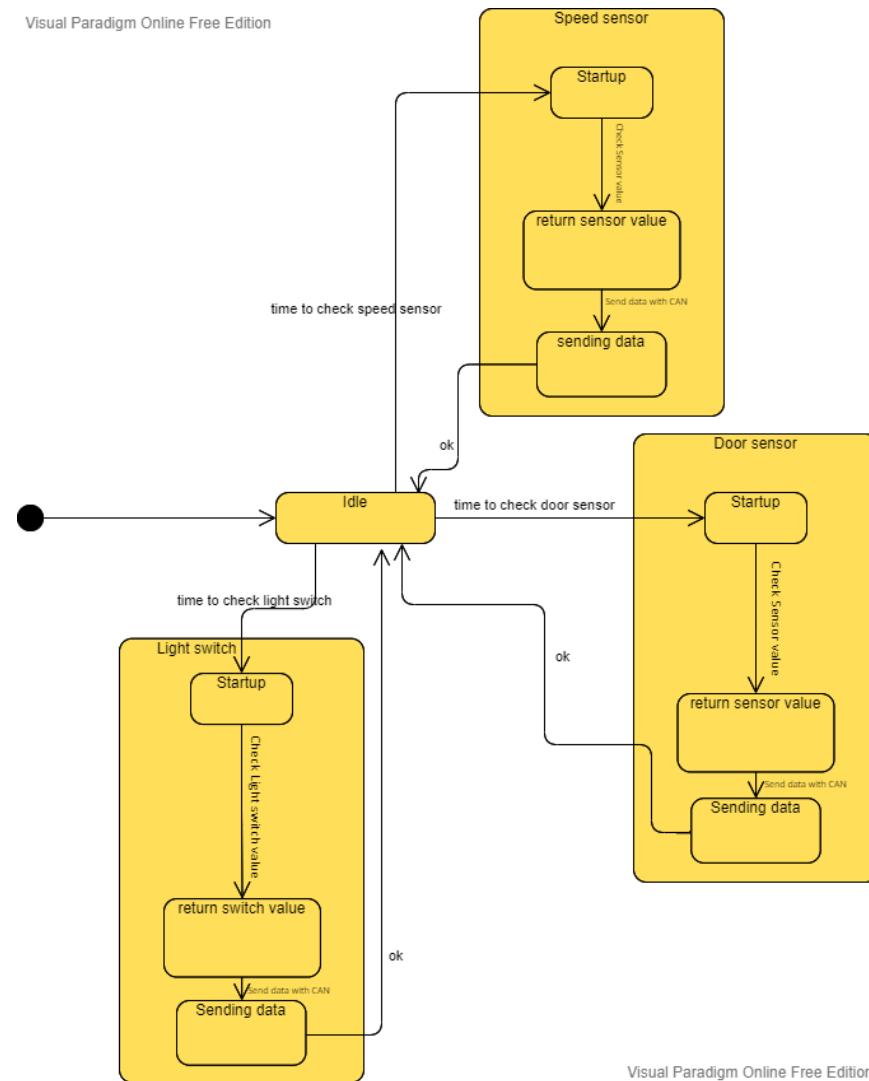 Visual Paradigm Online Free Edition
Speed sensor
Startup
Check Sensor value
return sensor value
Send data with CAN
sending data
time to check speed sensor
ok
Idle
time to check door sensor
Door sensor
Startup
Check Sensor value
return sensor value
Send data with CAN
Sending data
ok
time to check light switch
Light switch
Startup
Check Light switch value
return switch value
Send data with CAN
Sending data
ok
Visual Paradigm Online Free Edition